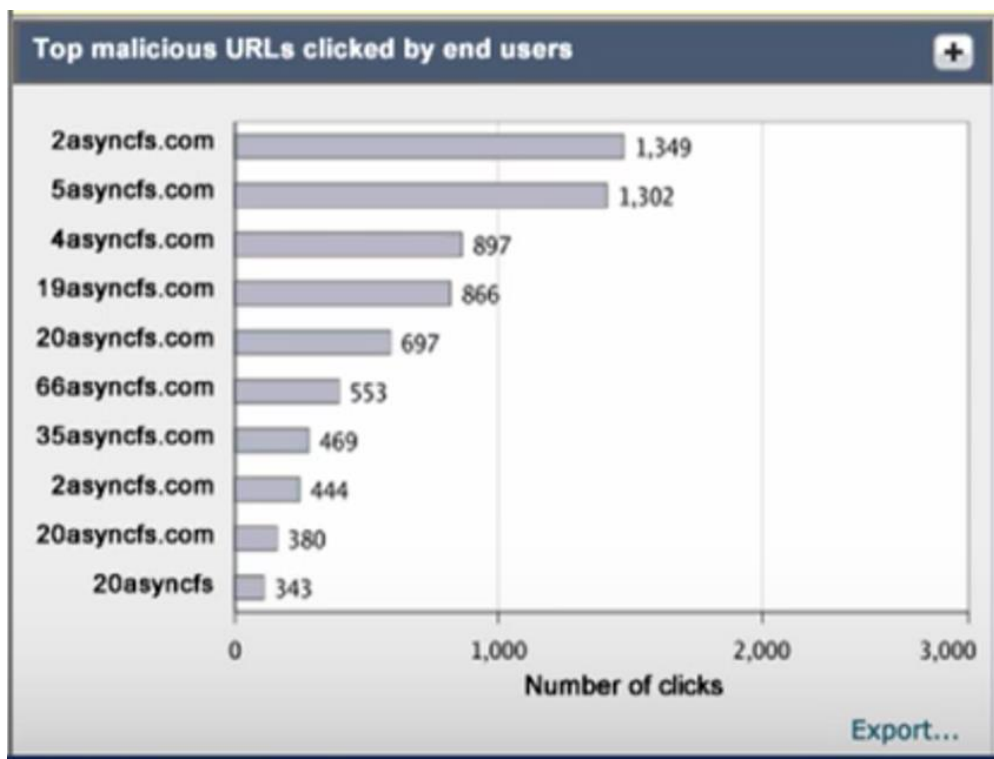 Top malicious URLs clicked by end users
+
2asyncfs.com 1,349
5asyncfs.com 1,302
4asyncfs.com 897
19asyncfs.com 866
20asyncfs.com 697
66asyncfs.com 553
35asyncfs.com 469
2asyncfs.com 444
20asyncfs.com 380
20asyncfs 343
0 1,000 2,000 3,000
Number of clicks
Export...